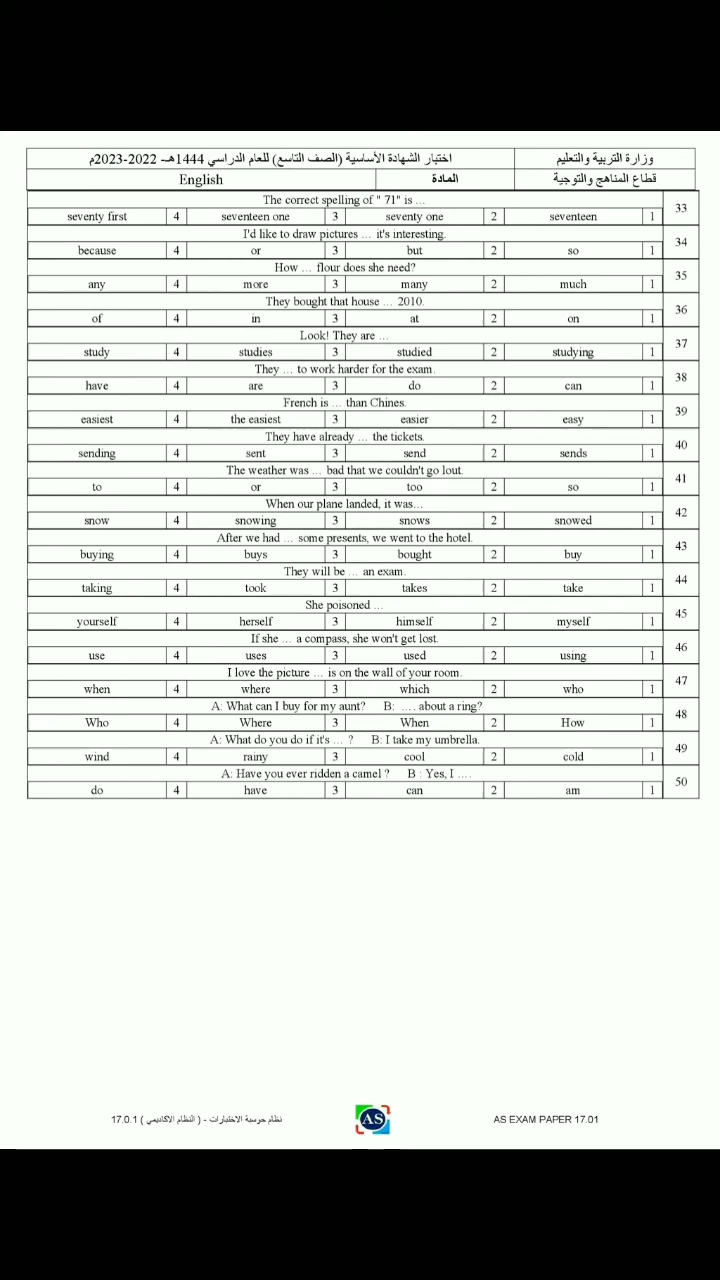 وزارة التربية والتعليم اختبار الشهادة الأساسية (الصف التاسع) للعام الدراسي 1444هـ- 2022-2023م
قطاع المناهج والتوجية المادة English
33 The correct spelling of " 71" is ...
1 seventeen 2 seventy one 3 seventeen one 4 seventy first
34 I'd like to draw pictures ... it's interesting.
1 so 2 but 3 or 4 because
35 How ... flour does she need?
1 much 2 many 3 more 4 any
36 They bought that house ... 2010.
1 on 2 at 3 in 4 of
37 Look! They are ...
1 studying 2 studied 3 studies 4 study
38 They ... to work harder for the exam.
1 can 2 do 3 are 4 have
39 French is ... than Chines.
1 easy 2 easier 3 the easiest 4 easiest
40 They have already ... the tickets.
1 sends 2 send 3 sent 4 sending
41 The weather was ... bad that we couldn't go lout.
1 so 2 too 3 or 4 to
42 When our plane landed, it was...
1 snowed 2 snows 3 snowing 4 snow
43 After we had ... some presents, we went to the hotel.
1 buy 2 bought 3 buys 4 buying
44 They will be ... an exam.
1 take 2 takes 3 took 4 taking
45 She poisoned ...
1 myself 2 himself 3 herself 4 yourself
46 If she ... a compass, she won't get lost.
1 using 2 used 3 uses 4 use
47 I love the picture ... is on the wall of your room.
1 who 2 which 3 where 4 when
48 A: What can I buy for my aunt? B: .... about a ring?
1 How 2 When 3 Where 4 Who
49 A: What do you do if it's ... ? B: I take my umbrella.
1 cold 2 cool 3 rainy 4 wind
50 A: Have you ever ridden a camel ? B : Yes, I ....
1 am 2 can 3 have 4 do
نظام حوسبة الاختبارات - ( النظام الاكاديمي ) 17.0.1
AS
AS EXAM PAPER 17.01